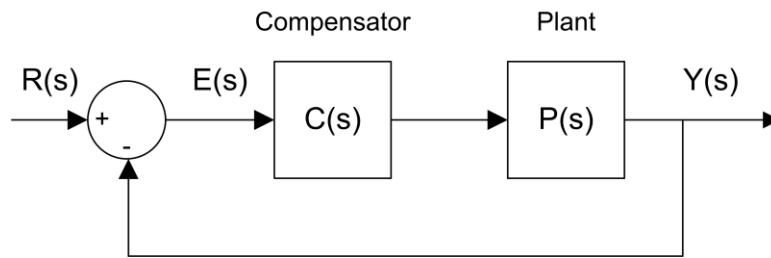 Compensator Plant
R(s) E(s) Y(s)
+ C(s) P(s)
-